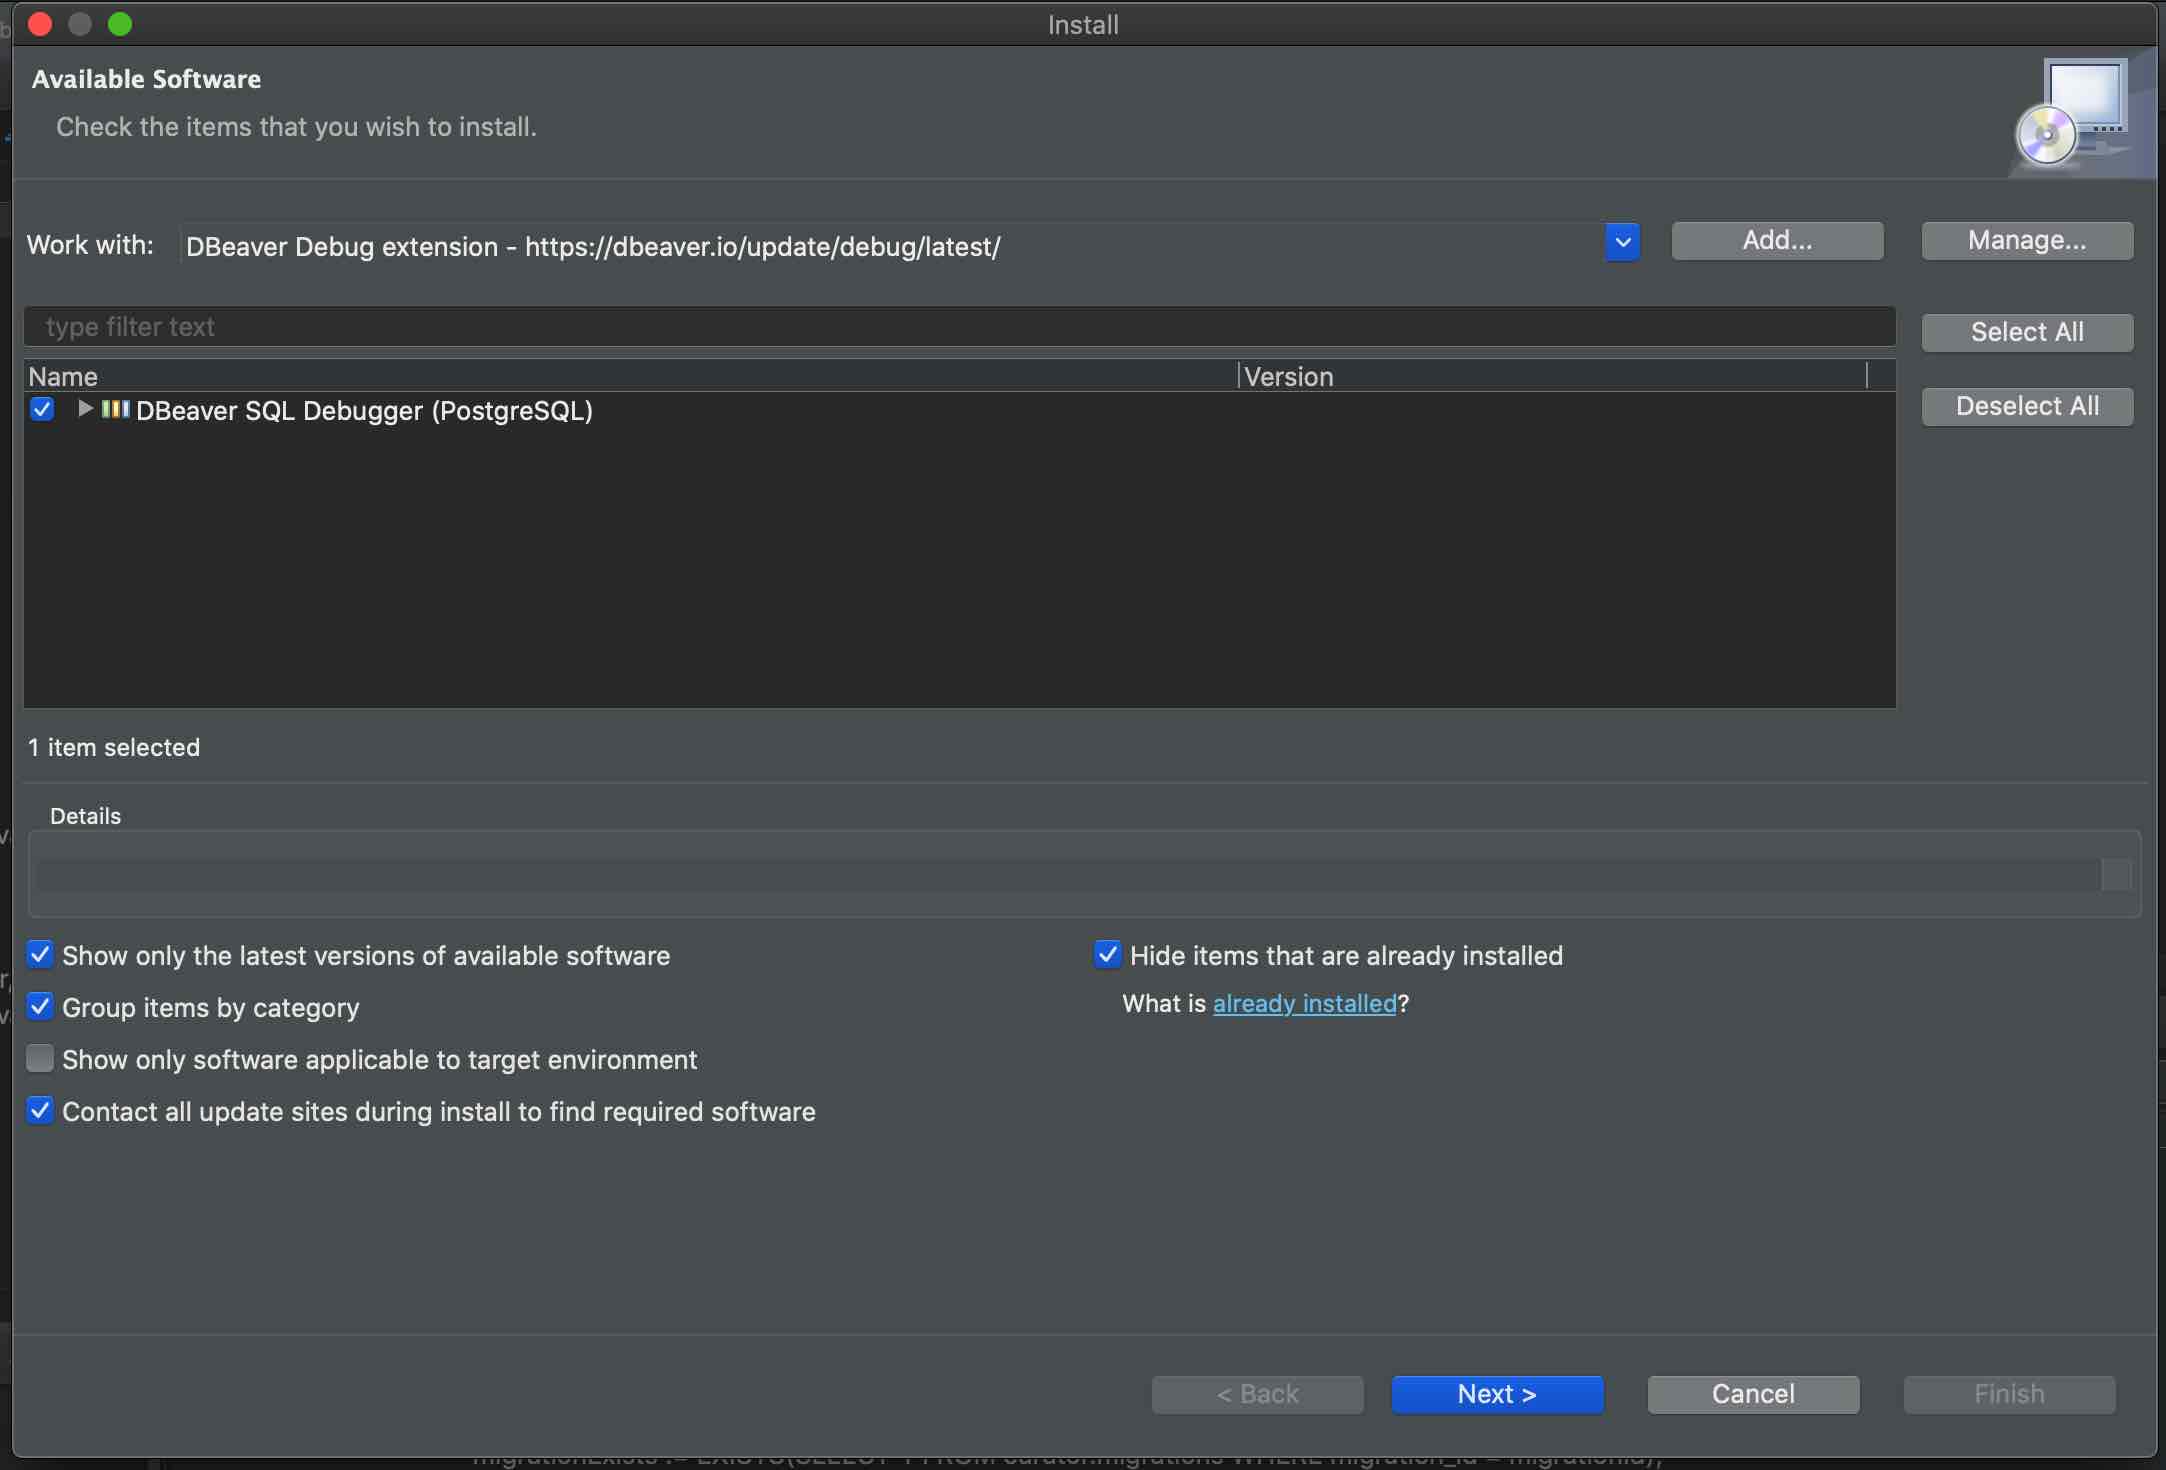 Install
Available Software
Check the items that you wish to install.
Work with: DBeaver Debug extension - https://dbeaver.io/update/debug/latest/ Add... Manage...
type filter text
Select All
Name Version
DBeaver SQL Debugger (PostgreSQL)
Deselect All
1 item selected
Details
Show only the latest versions of available software
Hide items that are already installed
Group items by category
What is already installed?
Show only software applicable to target environment
Contact all update sites during install to find required software
< Back Next > Cancel Finish